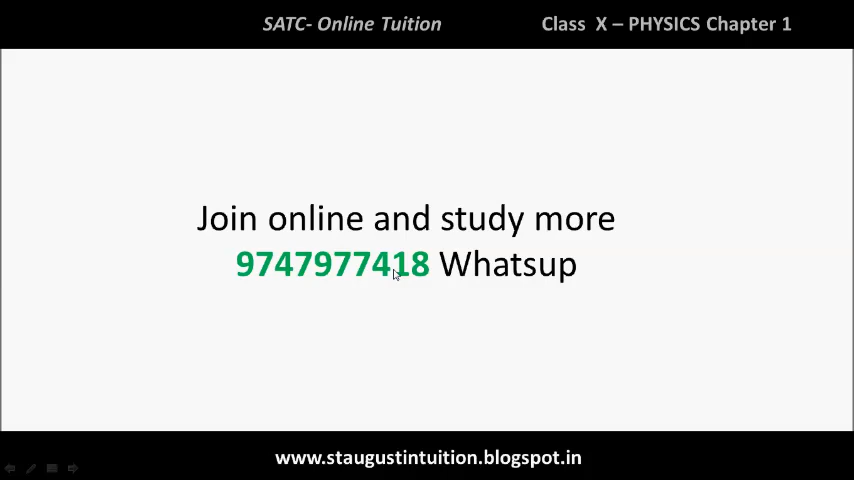 SATC- Online Tuition Class X – PHYSICS Chapter 1
Join online and study more
9747977418 Whatsup
www.staugustintuition.blogspot.in